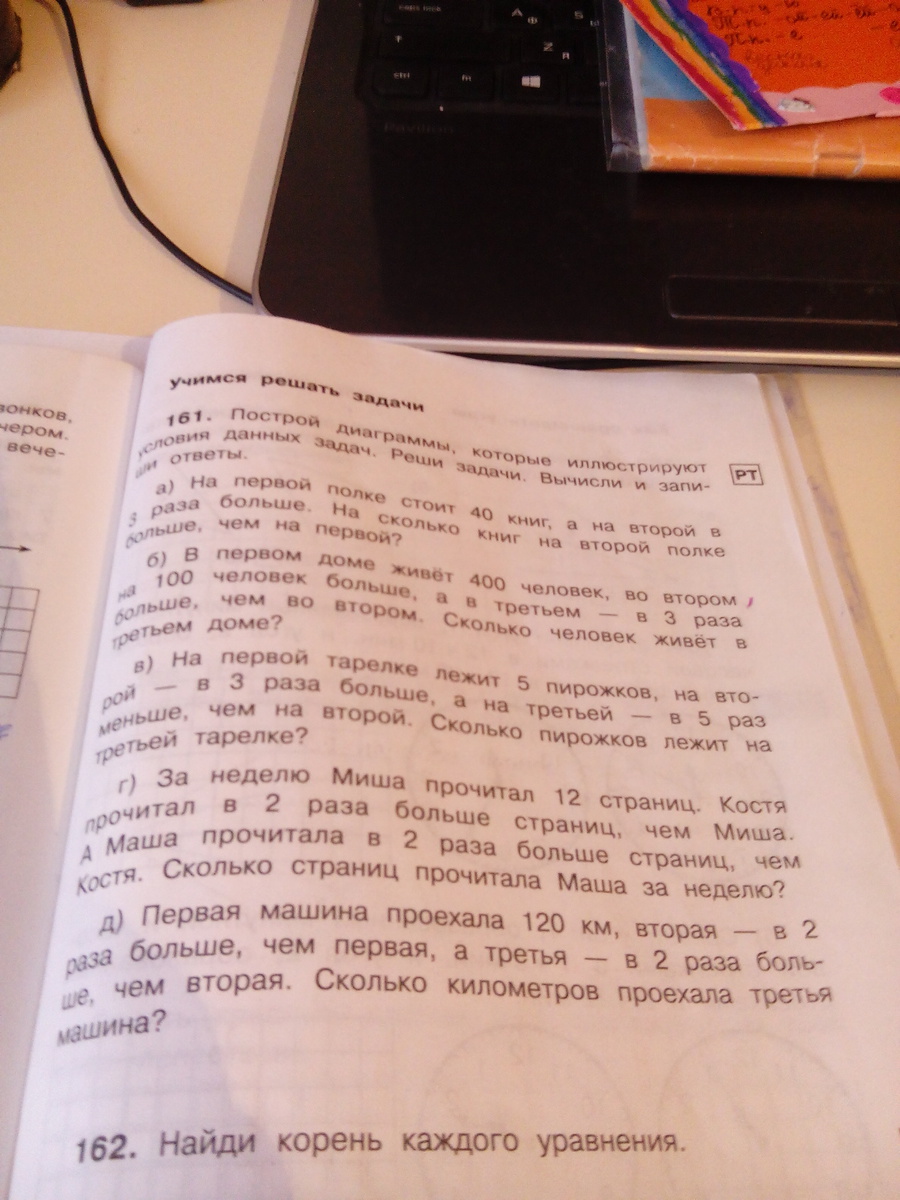 A Ф
S
Z Я
ctrl
fn
Pavilion
Т.п.
П.п. - е
вонков,
чером.
вече-
Учимся решать задачи
161. Построй диаграммы, которые иллюстрируют
условия данных задач. Реши задачи. Вычисли и запи-
ши ответы.
РТ
а) На первой полке стоит 40 книг, а на второй в
3 раза больше. На сколько книг на второй полке
больше, чем на первой?
б) В первом доме живёт 400 человек, во втором
на 100 человек больше, а в третьем — в 3 раза
больше, чем во втором. Сколько человек живёт в
третьем доме?
в) На первой тарелке лежит 5 пирожков, на вто-
рой — в 3 раза больше, а на третьей — в 5 раз
меньше, чем на второй. Сколько пирожков лежит на
третьей тарелке?
г) За неделю Миша прочитал 12 страниц. Костя
прочитал в 2 раза больше страниц, чем Миша.
А Маша прочитала в 2 раза больше страниц, чем
Костя. Сколько страниц прочитала Маша за неделю?
д) Первая машина проехала 120 км, вторая — в 2
раза больше, чем первая, а третья — в 2 раза боль-
ше, чем вторая. Сколько километров проехала третья
машина?
162. Найди корень каждого уравнения.